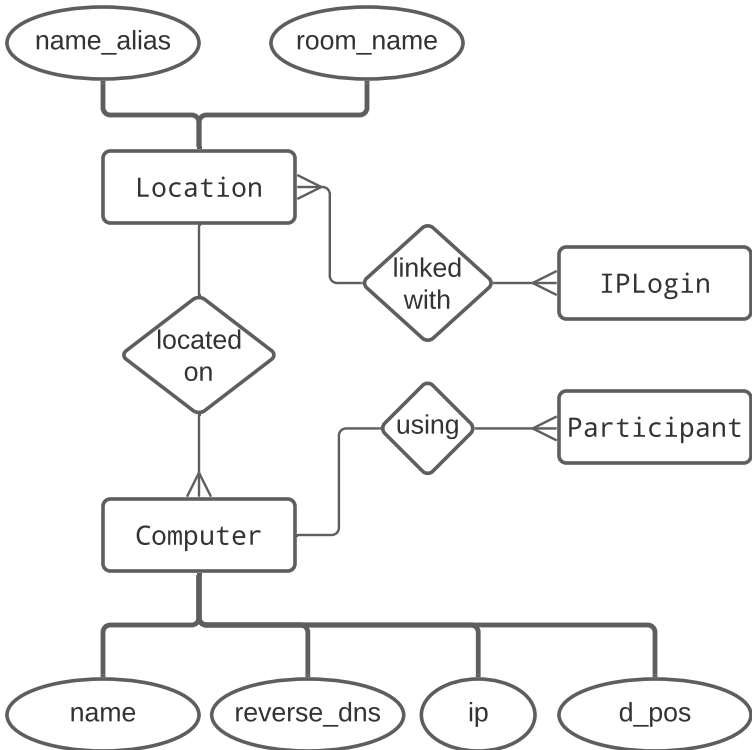 name_alias
room_name
Location
linked
with
IPLogin
located
on
using
Participant
Computer
name
reverse_dns
ip
d_pos